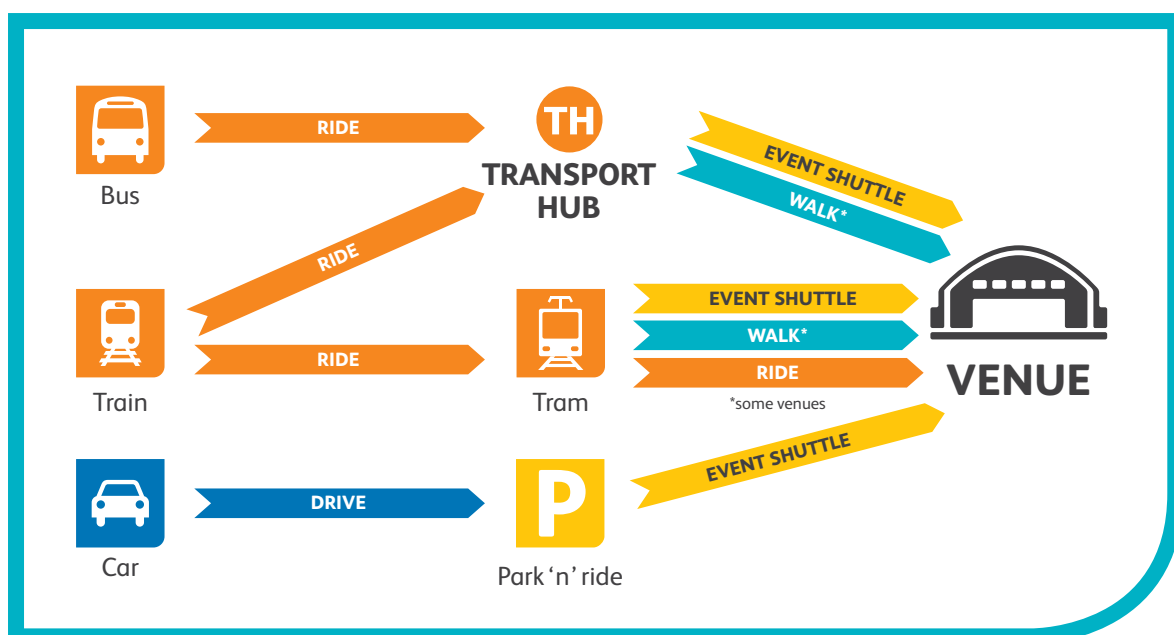 RIDE
TH
TRANSPORT
HUB
Bus
EVENT SHUTTLE
WALK*
RIDE
EVENT SHUTTLE
WALK*
RIDE
RIDE
VENUE
Train
Tram
*some venues
EVENT SHUTTLE
DRIVE
P
Car
Park ‘n’ ride